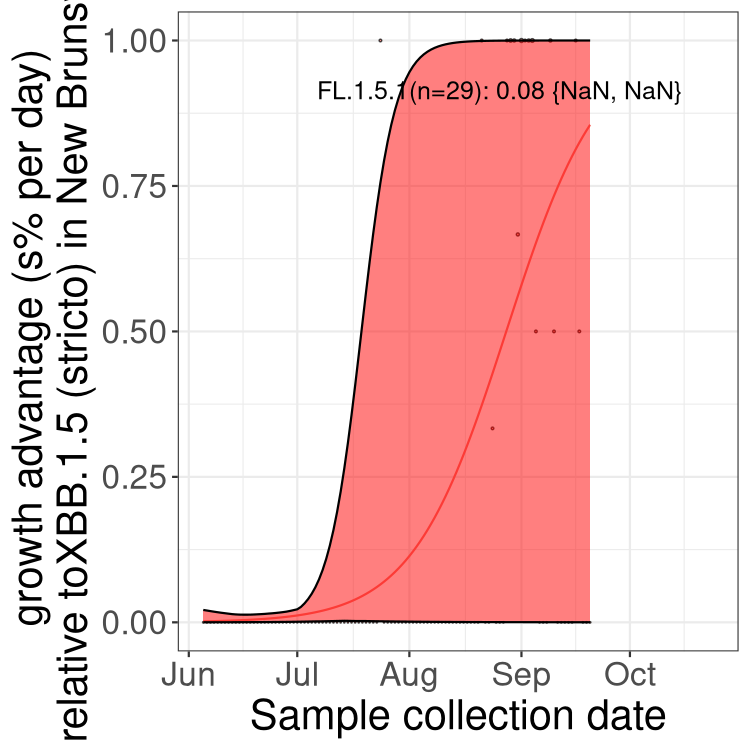 growth advantage (s% per day)
relative toXBB.1.5 (stricto) in New
1.00
0.75
0.50
0.25
0.00
FL.1.5.1(n=29): 0.08 {NaN, NaN}
Jun Jul Aug Sep Oct
Sample collection date